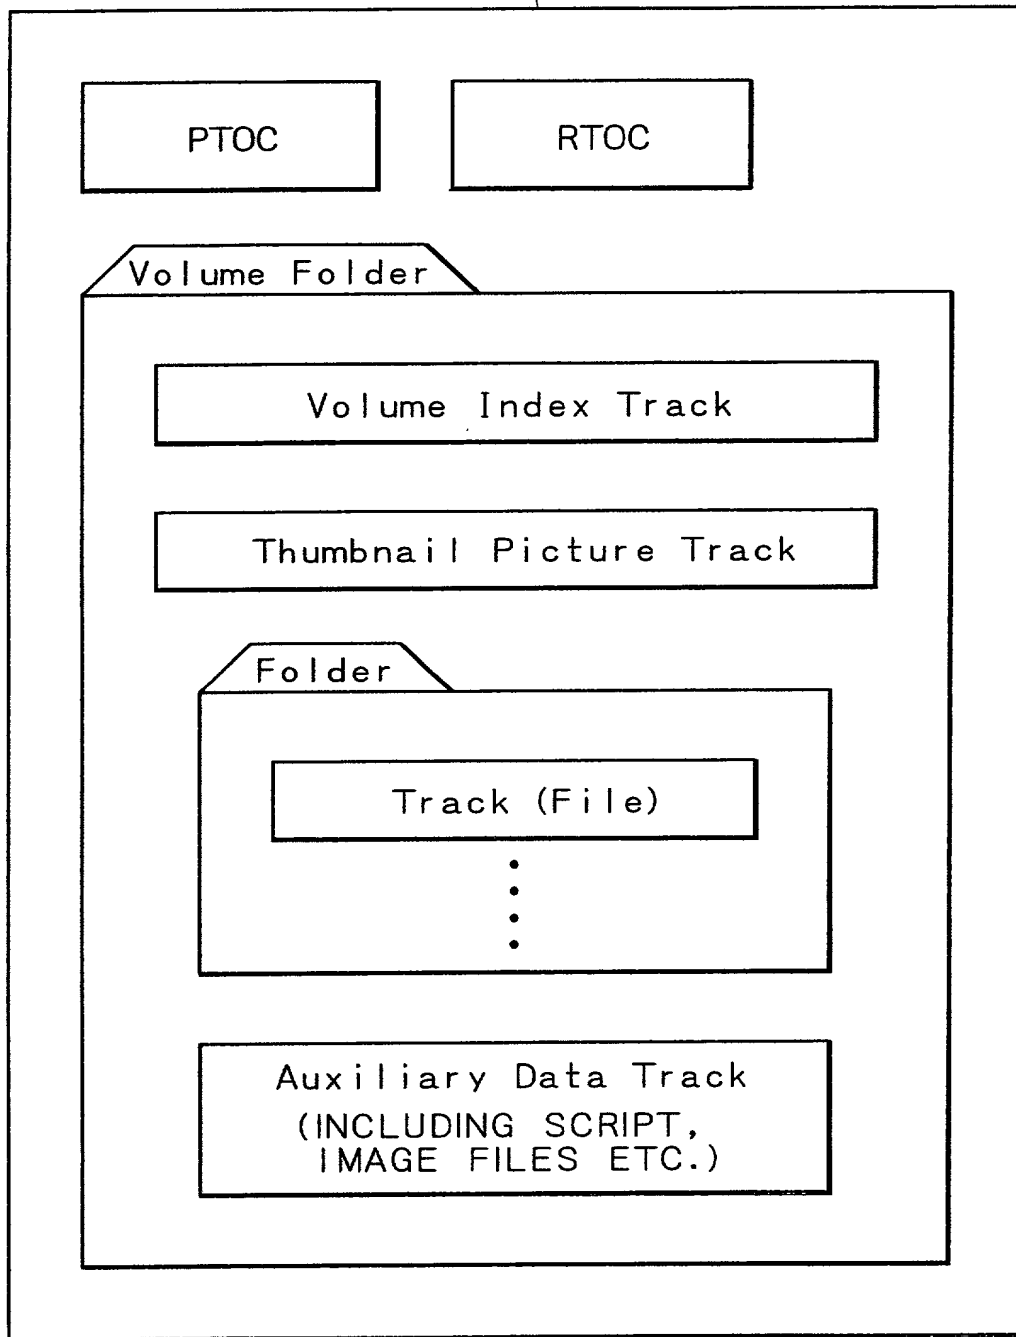 PTOC
RTOC
Volume Folder
Volume Index Track
Thumbnail Picture Track
Folder
Track (File)
Auxiliary Data Track
(INCLUDING SCRIPT,
IMAGE FILES ETC.)